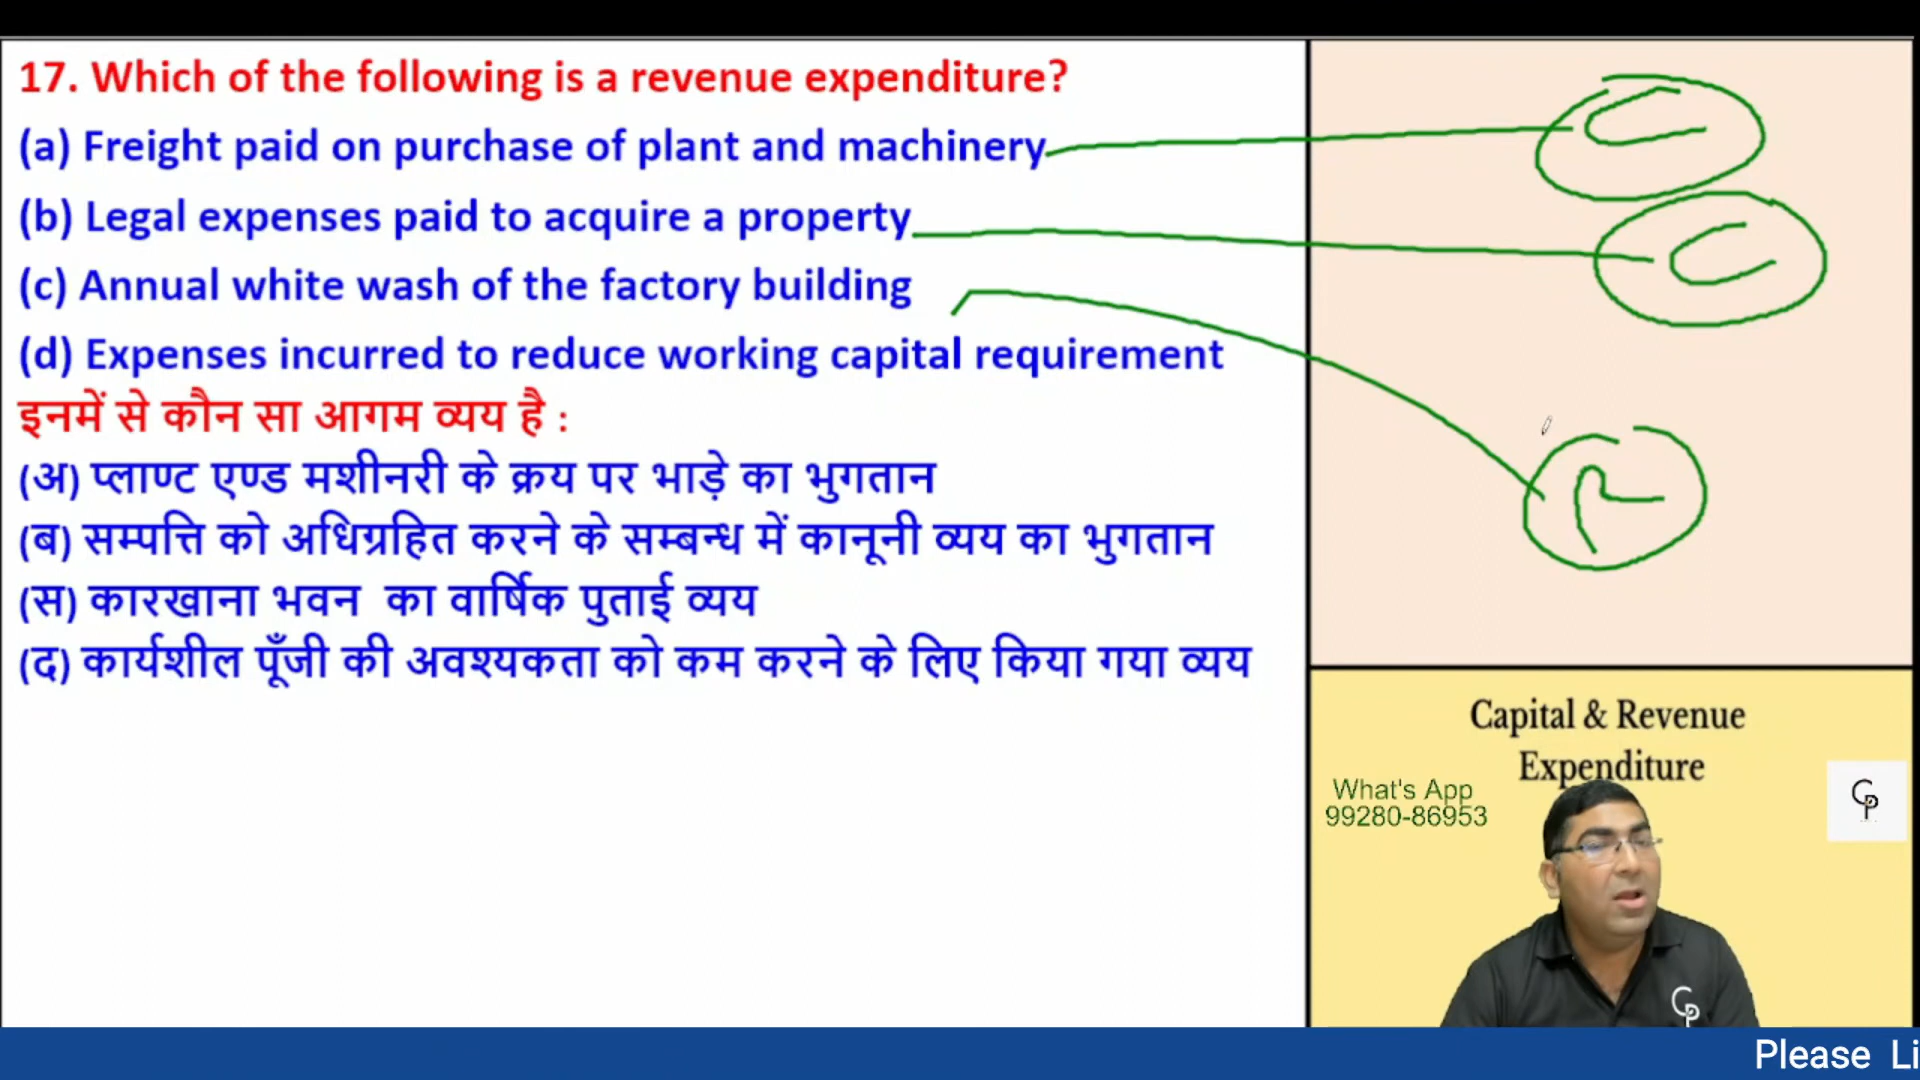 17. Which of the following is a revenue expenditure?
(a) Freight paid on purchase of plant and machinery
(b) Legal expenses paid to acquire a property
(c) Annual white wash of the factory building
(d) Expenses incurred to reduce working capital requirement
इनमें से कौन सा आगम व्यय है :
(अ) प्लाण्ट एण्ड मशीनरी के क्रय पर भाड़े का भुगतान
(ब) सम्पत्ति को अधिग्रहित करने के सम्बन्ध में कानूनी व्यय का भुगतान
(स) कारखाना भवन का वार्षिक पुताई व्यय
(द) कार्यशील पूँजी की अवश्यकता को कम करने के लिए किया गया व्यय
C
C
R
Capital & Revenue
Expenditure
What's App
99280-86953
CP
CP
Please Li